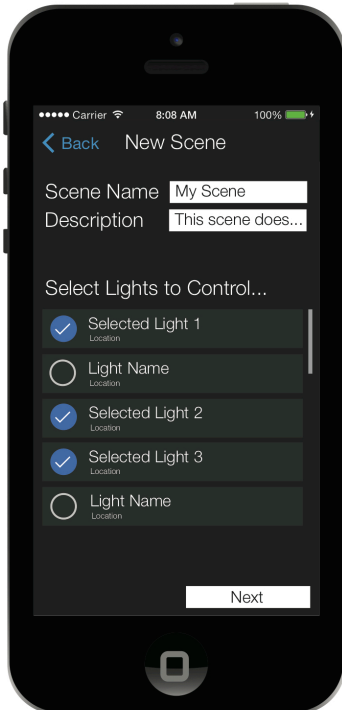 Carrier 8:08 AM 100%
Back New Scene
Scene Name My Scene
Description This scene does...
Select Lights to Control...
Selected Light 1
Location
Light Name
Location
Selected Light 2
Location
Selected Light 3
Location
Light Name
Location
Next